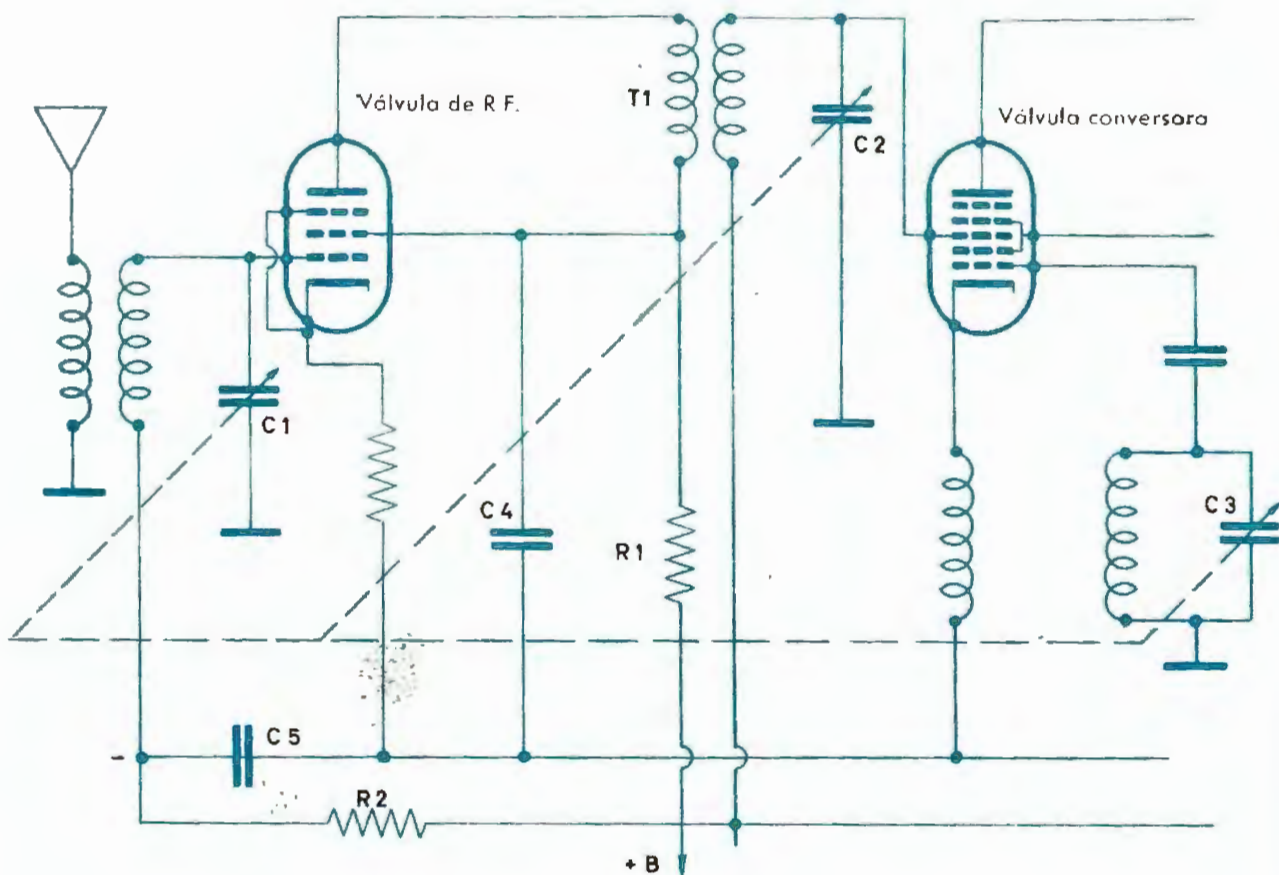 T1
Válvula de R F.
C2
Válvula conversora
C1
C4
R1
C3
C5
-
R2
+ B